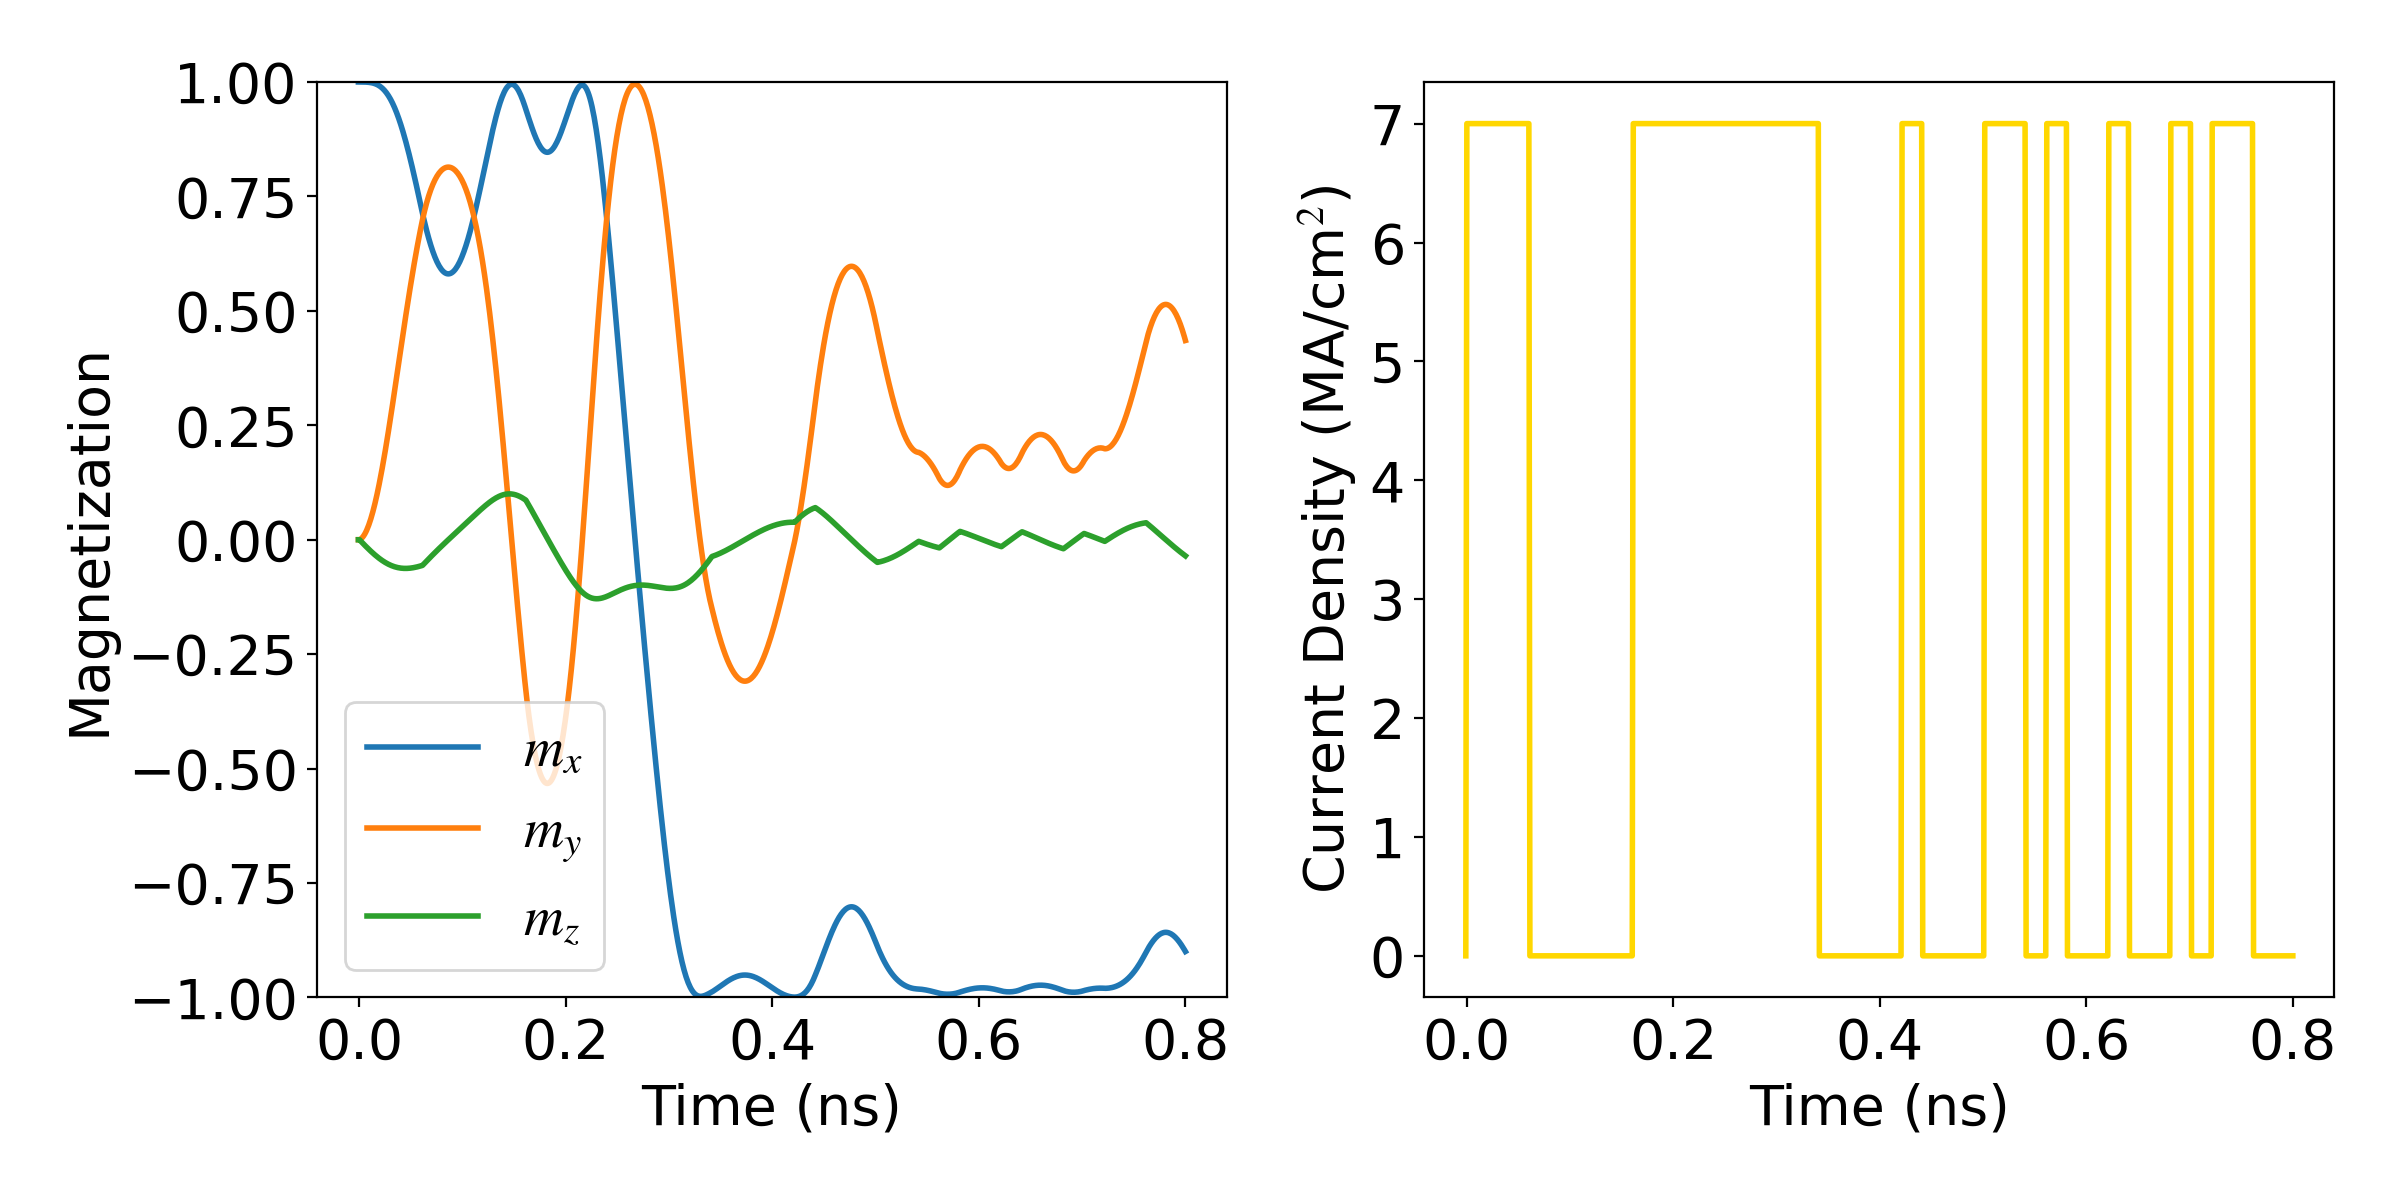 Magnetization
1.00
0.75
0.50
0.25
0.00
−0.25
−0.50
−0.75
−1.00
0.0 0.2 0.4 0.6 0.8
Time (ns)
mₓ
m_y
m_z
Current Density (MA/cm²)
7
6
5
4
3
2
1
0
0.0 0.2 0.4 0.6 0.8
Time (ns)